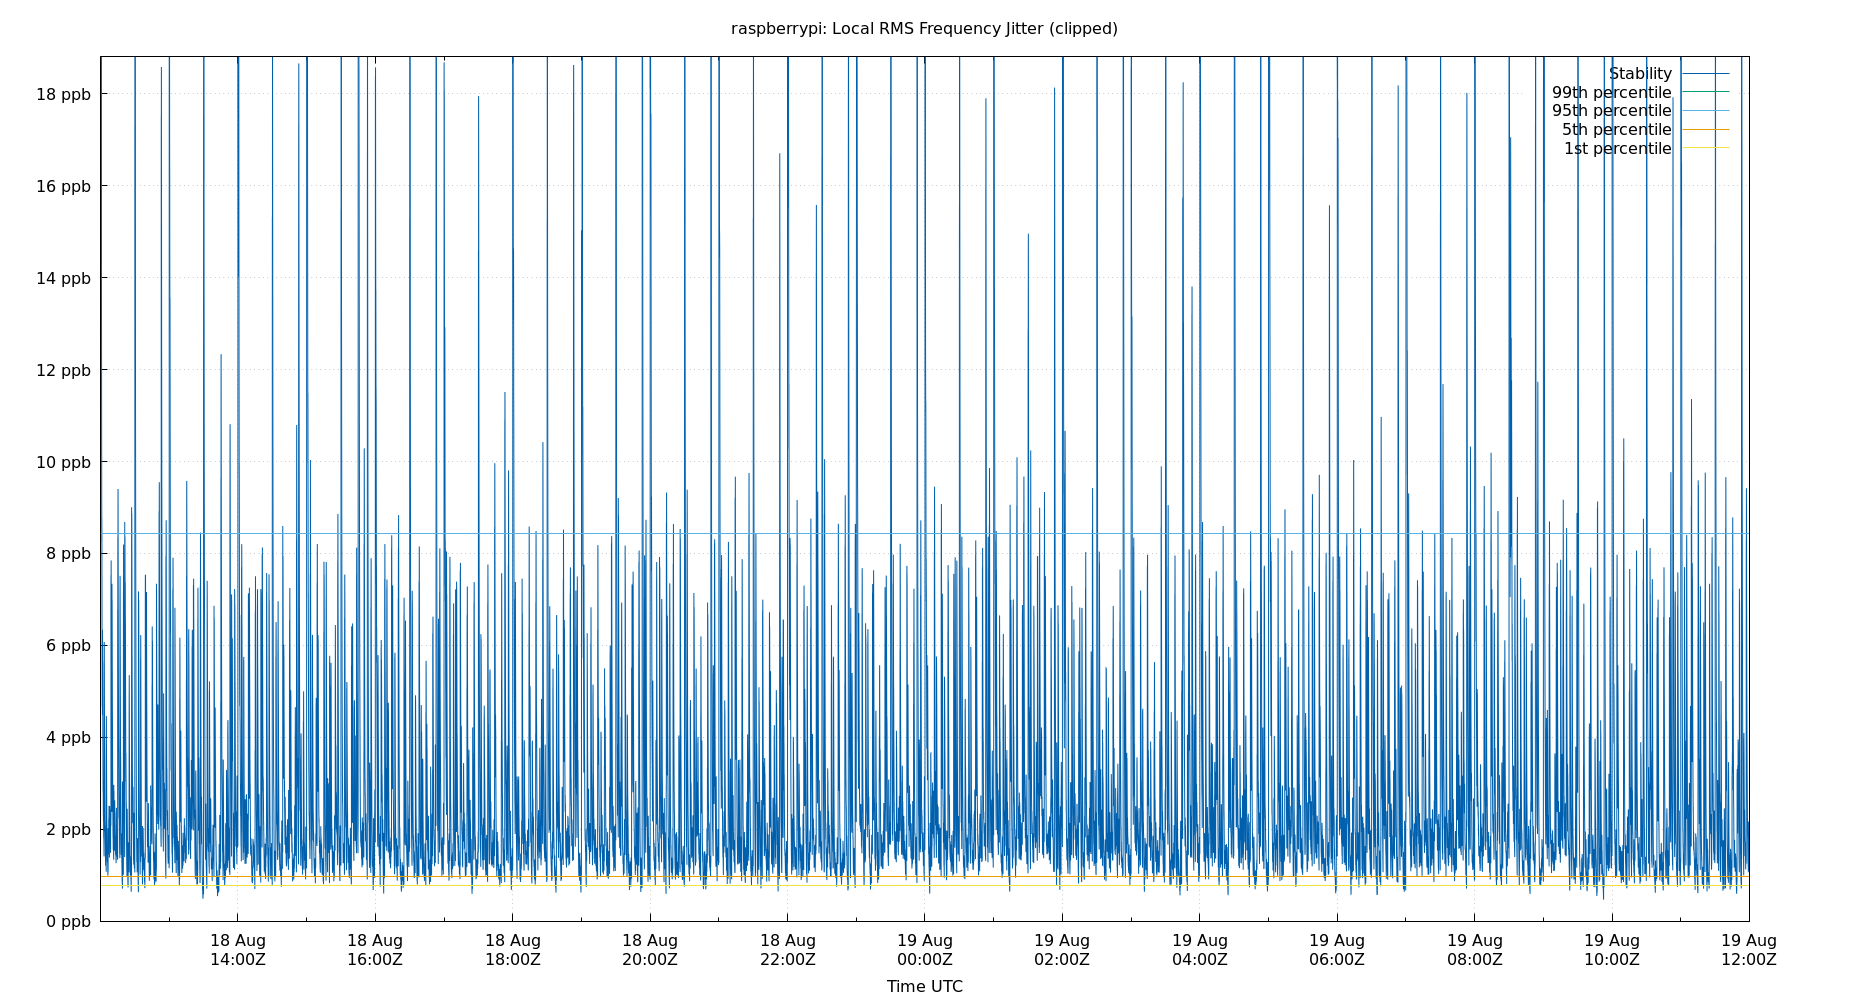 raspberrypi: Local RMS Frequency Jitter (clipped)
Stability
99th percentile
95th percentile
5th percentile
1st percentile
18 ppb
16 ppb
14 ppb
12 ppb
10 ppb
8 ppb
6 ppb
4 ppb
2 ppb
0 ppb
18 Aug 18 Aug 18 Aug 18 Aug 18 Aug 19 Aug 19 Aug 19 Aug 19 Aug 19 Aug 19 Aug 19 Aug
14:00Z 16:00Z 18:00Z 20:00Z 22:00Z 00:00Z 02:00Z 04:00Z 06:00Z 08:00Z 10:00Z 12:00Z
Time UTC